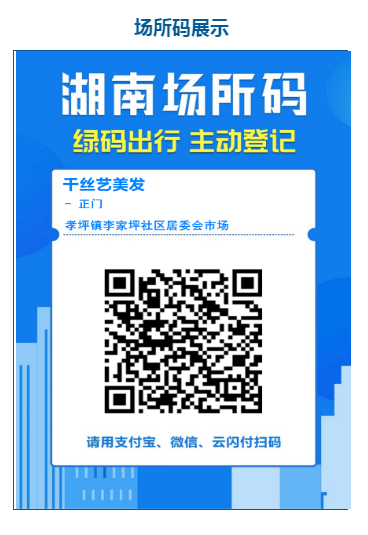 场所码展示
湖南场所码
绿码出行 主动登记
千丝艺美发
- 正门
孝坪镇李家坪社区居委会市场
请用支付宝、微信、云闪付扫码